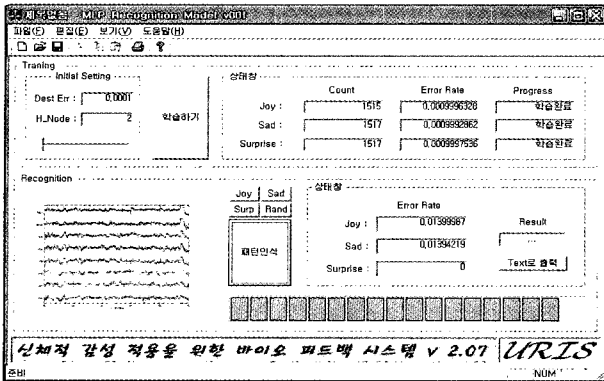 MLP Recognition Model v001
파일(F) 편집(E) 보기(V) 도움말(H)
Traning
Initial Setting
Dest Err : 0,0001
H_Node : 2
학습하기
상태창
Count Error Rate Progress
Joy : 1515 0,0009996328 학습완료
Sad : 1517 0,0009992862 학습완료
Surprise : 1517 0,0009997536 학습완료
Recognition
Joy Sad
Surp Rand
패턴인식
상태창
Error Rate
Joy : 0,01399987
Sad : 0,01394219
Surprise : 0
Result
...
Text로 출력
신체적 감성 적용을 위한 바이오 피드백 시스템 v 2.07 URIS
준비 NUM